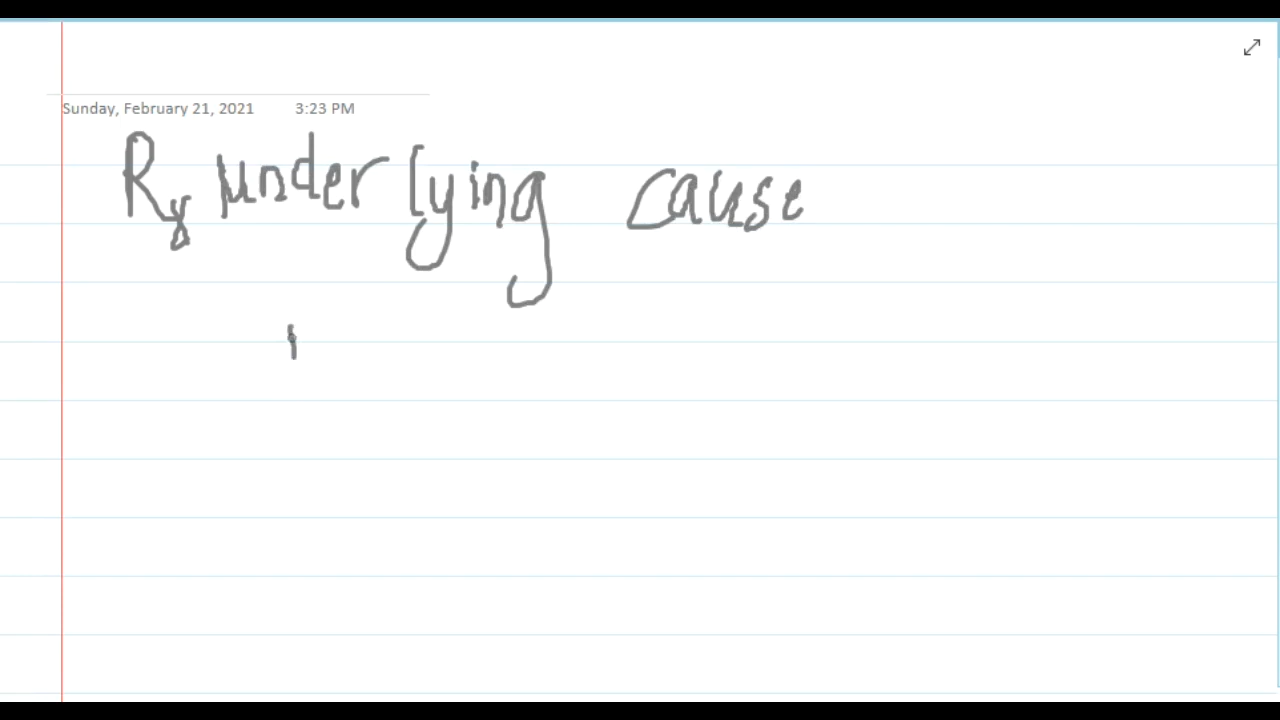 Sunday, February 21, 2021 3:23 PM
Rx underlying cause